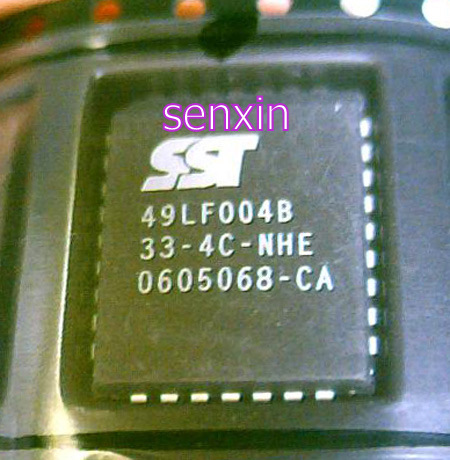 senxin
SST
49LF004B
33-4C-NHE
0605068-CA